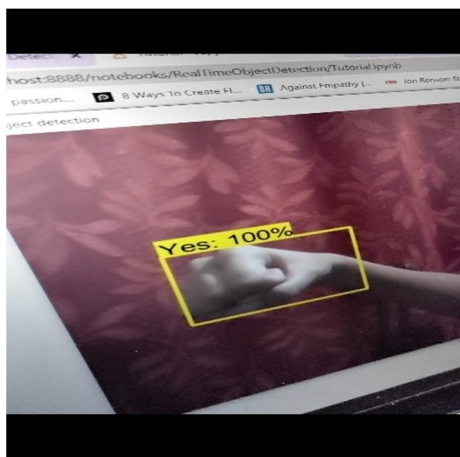 host:8888/notebooks/RealTimeObjectDetection/Tutorial.ipynb
passion... 8 Ways To Create Fl... BR Against Empathy |... Jon Ronson: St
ject detection
Yes: 100%